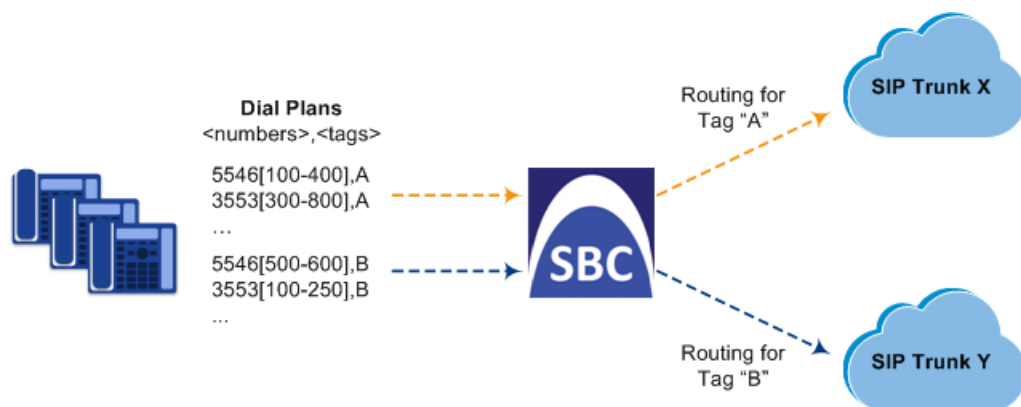 Dial Plans
<numbers>,<tags>
5546[100-400],A
3553[300-800],A
...
5546[500-600],B
3553[100-250],B
...
SBC
Routing for
Tag “A”
SIP Trunk X
Routing for
Tag “B”
SIP Trunk Y